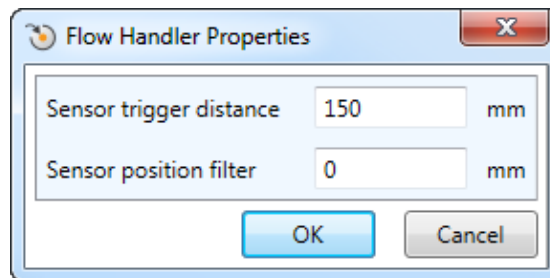 Flow Handler Properties
Sensor trigger distance 150 mm
Sensor position filter 0 mm
OK Cancel